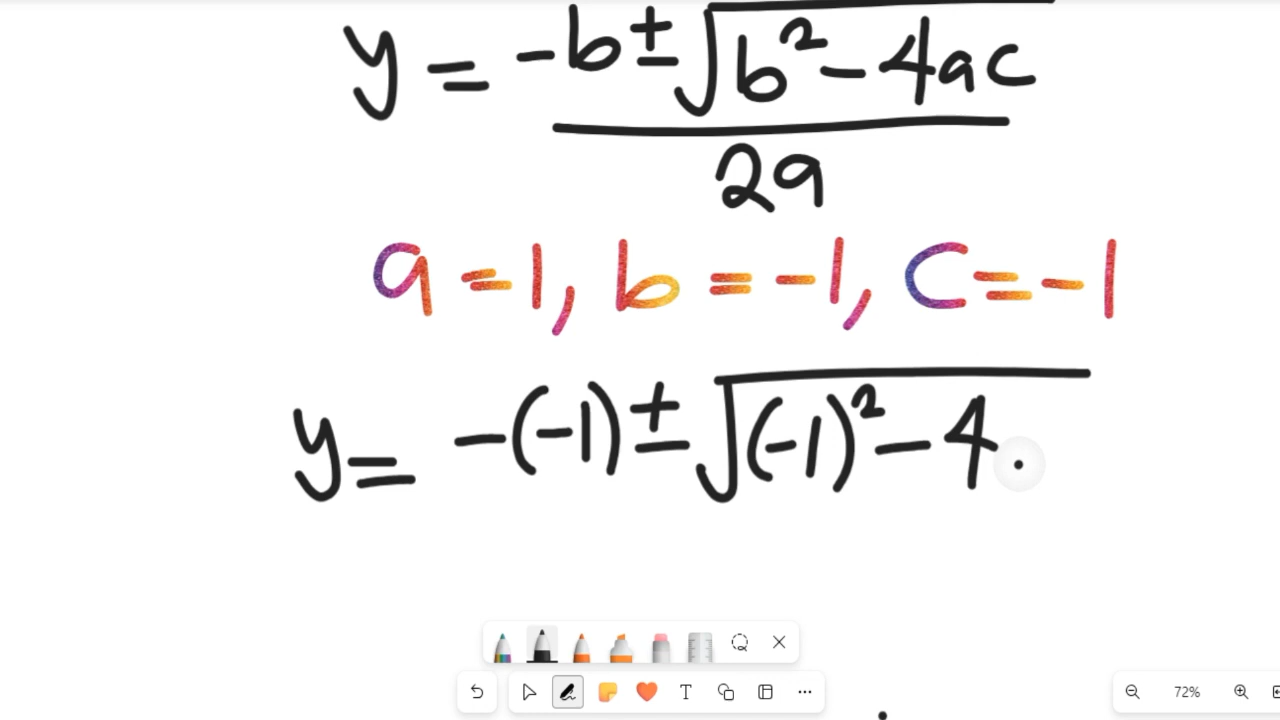 y = -b ± √b² - 4ac
2a
a = 1, b = -1, c = -1
y = -(-1) ± √(-1)² - 4.
72%